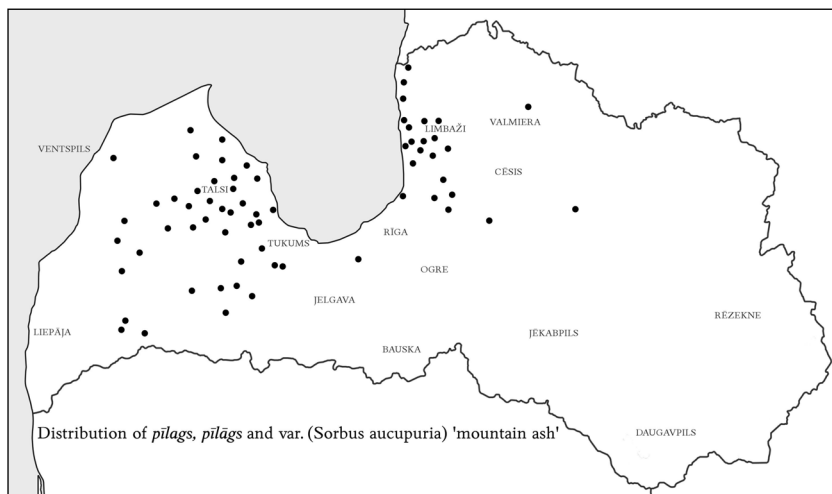 VALMIERA
LIMBAŽI
VENTSPILS
CĒSIS
TALSI
RĪGA
TUKUMS
OGRE
JELGAVA
RĒZEKNE
LIEPĀJA
JĒKABPILS
BAUSKA
Distribution of pīlags, pīlāgs and var. (Sorbus aucupuria) 'mountain ash'
DAUGAVPILS